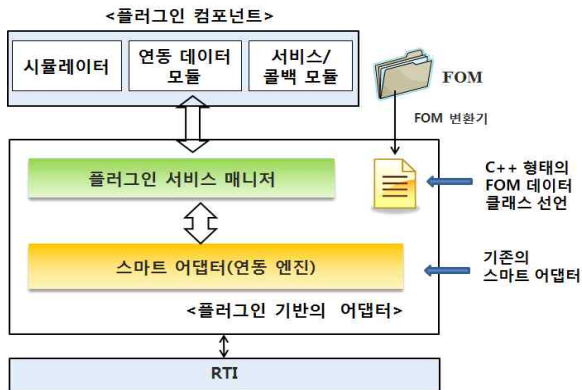 <플러그인 컴포넌트>
시뮬레이터
연동 데이터
모듈
서비스/
콜백 모듈
FOM
FOM 변환기
플러그인 서비스 매니저
C++ 형태의
FOM 데이터
클래스 선언
스마트 어댑터(연동 엔진)
기존의
스마트 어댑터
<플러그인 기반의 어댑터>
RTI